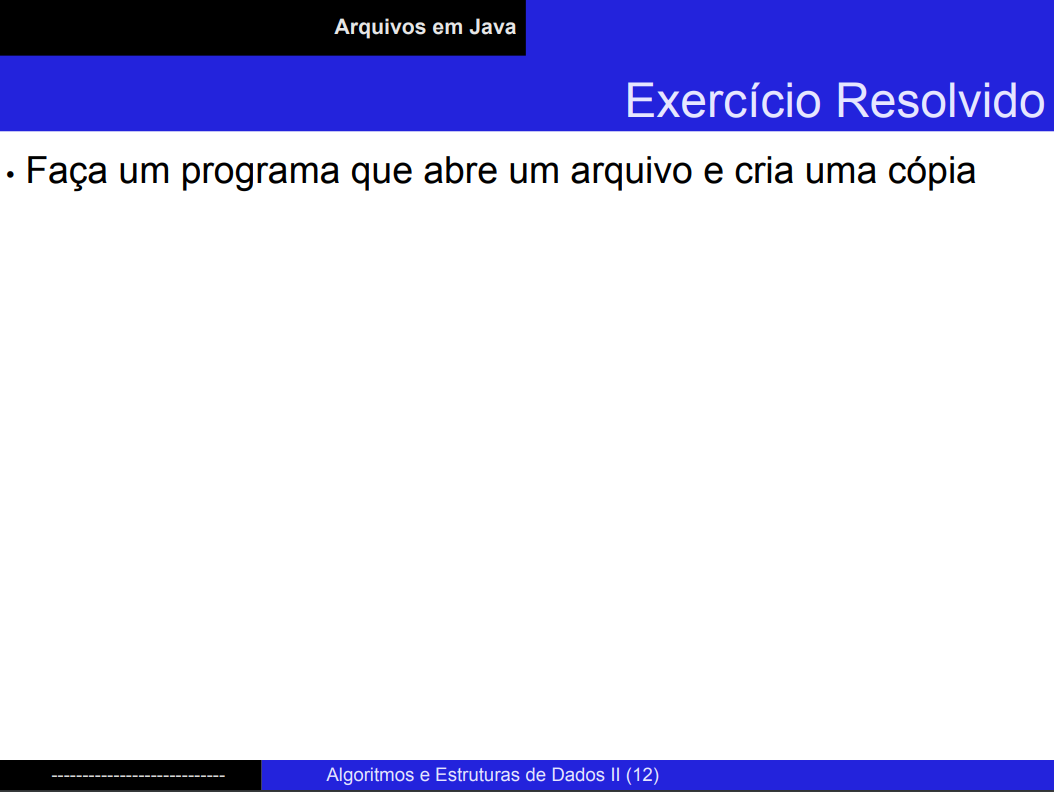 Arquivos em Java
Exercício Resolvido
• Faça um programa que abre um arquivo e cria uma cópia
----------------------------
Algoritmos e Estruturas de Dados II (12)